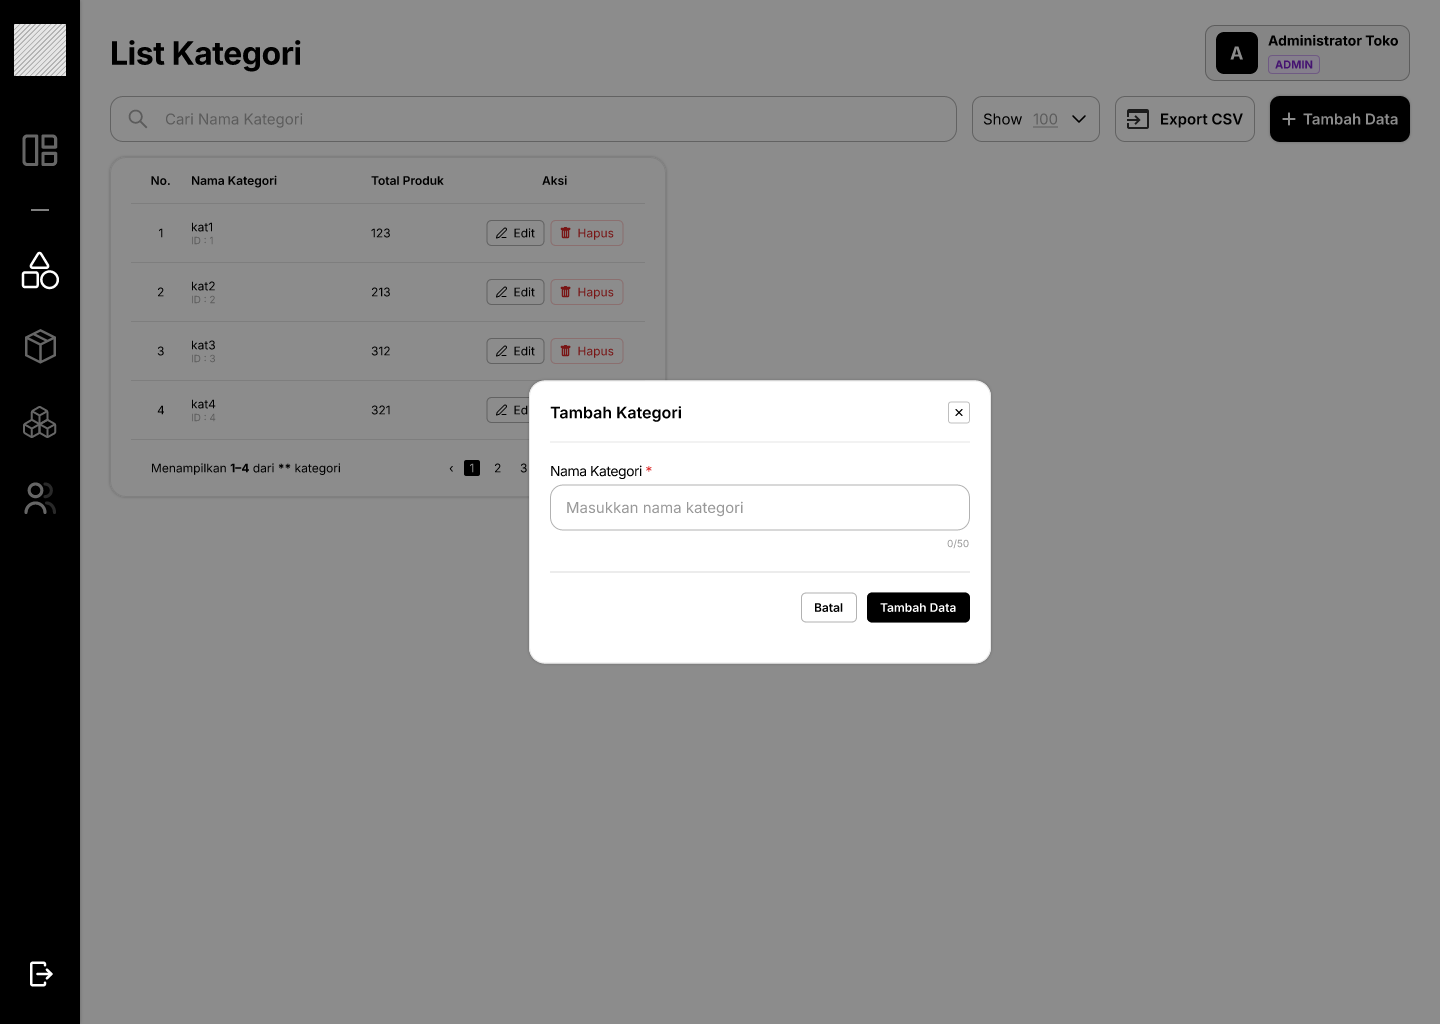 List Kategori
A
Administrator Toko
ADMIN
Cari Nama Kategori
Show 100
Export CSV
+ Tambah Data
No. Nama Kategori Total Produk Aksi
1 kat1 123 Edit Hapus
ID : 1
2 kat2 213 Edit Hapus
ID : 2
3 kat3 312 Edit Hapus
ID : 3
4 kat4 321 Ed
ID : 4
Menampilkan 1–4 dari ** kategori ‹ 1 2 3
Tambah Kategori
Nama Kategori *
Masukkan nama kategori
0/50
Batal
Tambah Data